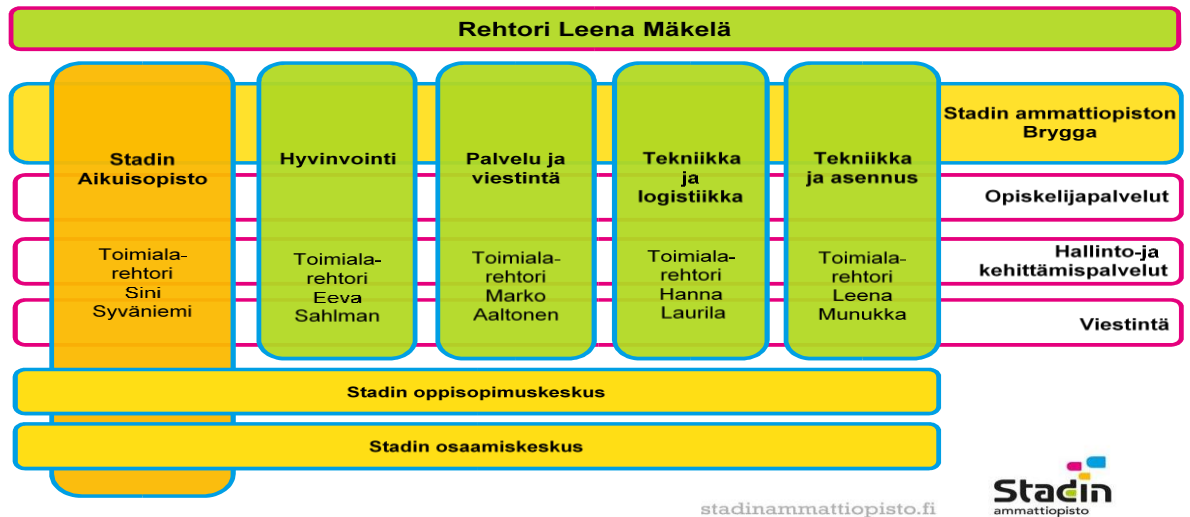 Rehtori Leena Mäkelä
Stadin
Aikuisopisto
Toimiala-
rehtori
Sini
Syväniemi
Hyvinvointi
Toimiala-
rehtori
Eeva
Sahlman
Palvelu ja
viestintä
Toimiala-
rehtori
Marko
Aaltonen
Tekniikka
ja
logistiikka
Toimiala-
rehtori
Hanna
Laurila
Tekniikka
ja asennus
Toimiala-
rehtori
Leena
Munukka
Stadin ammattiopiston
Brygga
Opiskelijapalvelut
Hallinto-ja
kehittämispalvelut
Viestintä
Stadin oppisopimuskeskus
Stadin osaamiskeskus
stadinammattiopisto.fi
Stadin
ammattiopisto